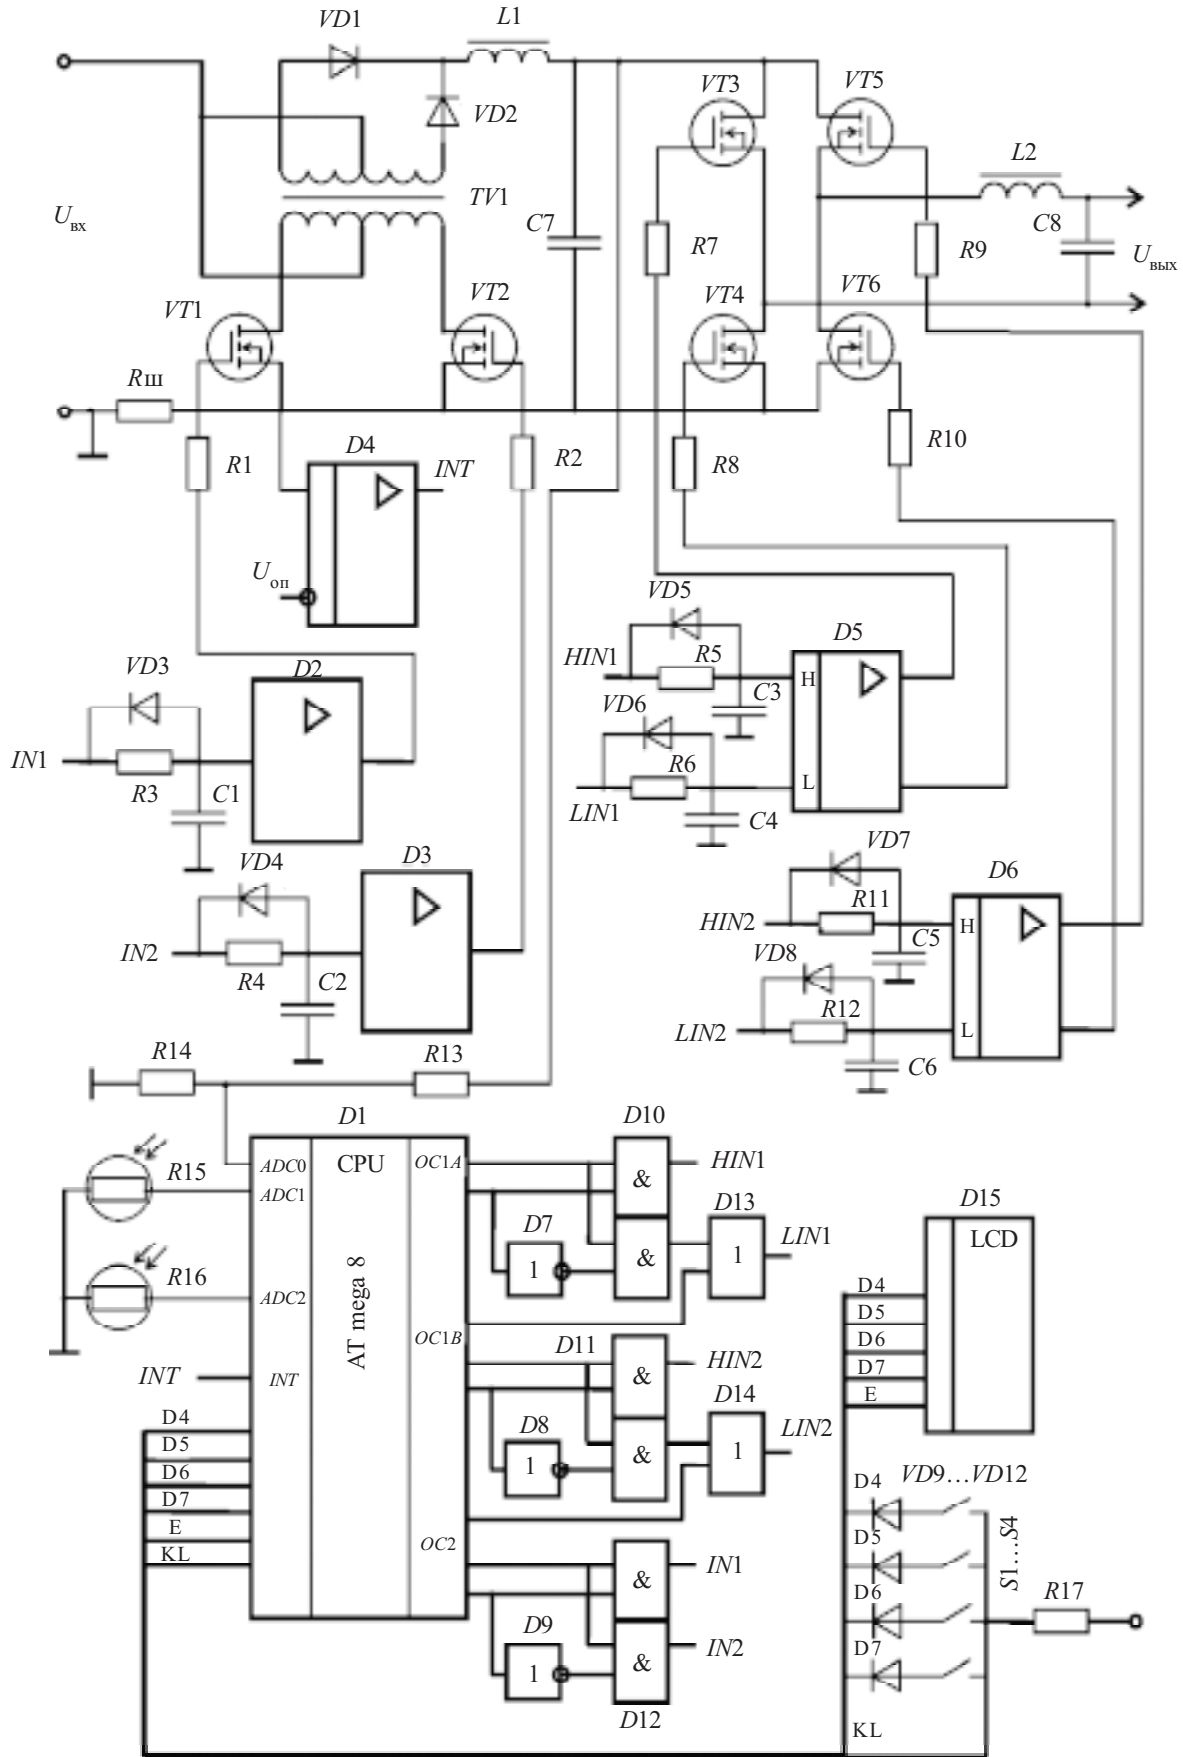 VD1
L1
VD2
VT3
VT5
L2
TV1
Uвх
C7
R7
R9
C8
Uвых
VT1
VT2
VT4
VT6
Rш
R1
D4
INT
R2
R8
R10
Uоп
VD5
D5
HIN1
R5
H
C3
VD3
D2
VD6
IN1
R3
C1
R6
L
LIN1
C4
VD7
VD4
D3
D6
HIN2
R11
H
IN2
R4
C2
VD8
C5
LIN2
R12
L
C6
R14
R13
D1
D10
CPU
ADC0
OC1A
&
HIN1
R15
ADC1
D7
D13
D15
LCD
&
1
LIN1
1
R16
ADC2
AT mega 8
D4
D5
D6
D7
E
OC1B
D11
HIN2
INT
INT
&
D14
D8
1
LIN2
&
1
D4
D5
D6
D7
E
KL
OC2
&
IN1
D9
1
&
IN2
D12
D4
VD9...VD12
D5
D6
D7
S1...S4
R17
KL